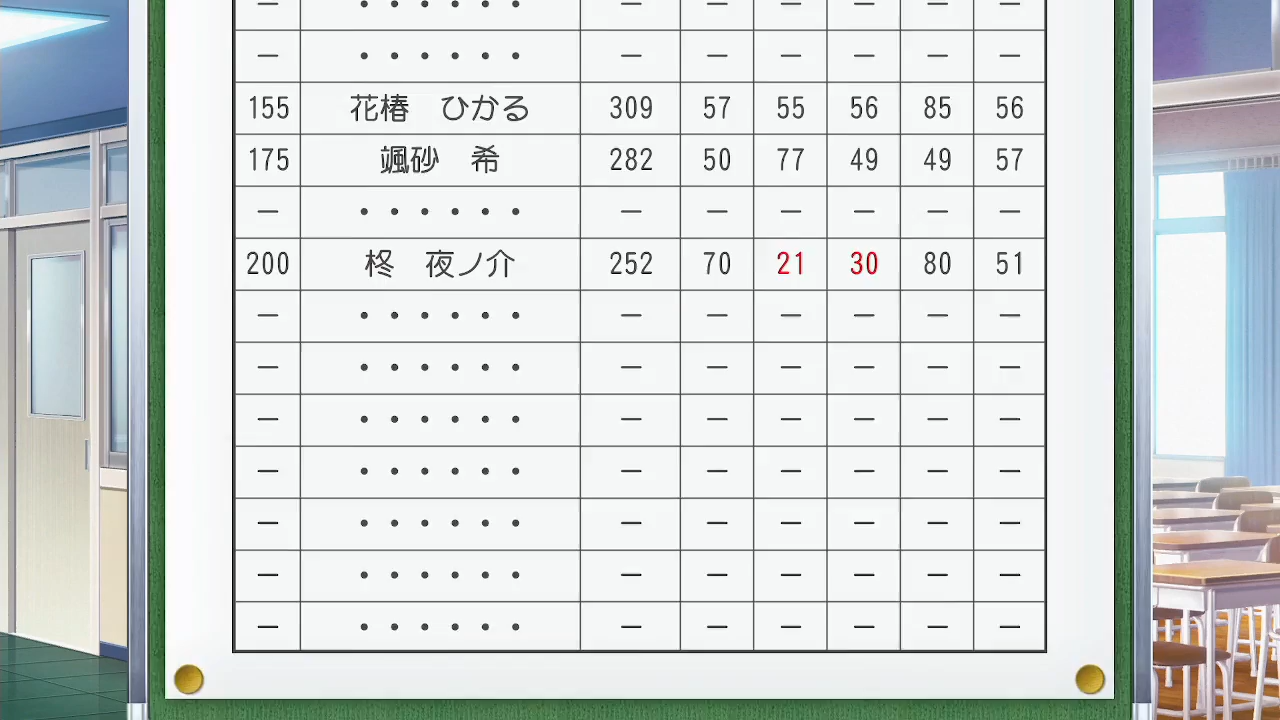 — ・・・・・・ — — — — — —
— ・・・・・・ — — — — — —
155 花椿 ひかる 309 57 55 56 85 56
175 颯砂 希 282 50 77 49 49 57
— ・・・・・・ — — — — — —
200 柊 夜ノ介 252 70 21 30 80 51
— ・・・・・・ — — — — — —
— ・・・・・・ — — — — — —
— ・・・・・・ — — — — — —
— ・・・・・・ — — — — — —
— ・・・・・・ — — — — — —
— ・・・・・・ — — — — — —
— ・・・・・・ — — — — — —